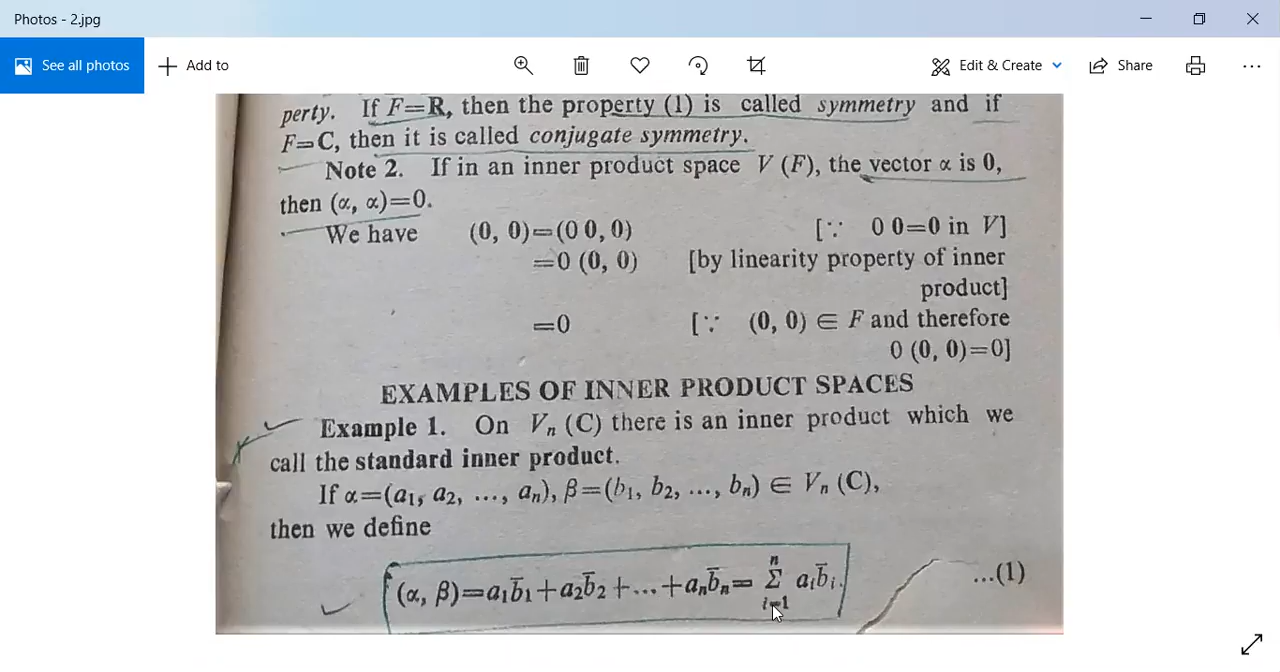 Photos - 2.jpg
See all photos
Add to
Edit & Create
Share
perty. If F=R, then the property (1) is called symmetry and if
F=C, then it is called conjugate symmetry.
Note 2. If in an inner product space V (F), the vector α is 0,
then (α, α)=0.
We have (0, 0)=(0 0, 0) [∵ 0 0=0 in V]
=0 (0, 0) [by linearity property of inner
product]
=0 [∵ (0, 0) ∈ F and therefore
0 (0, 0)=0]
EXAMPLES OF INNER PRODUCT SPACES
Example 1. On Vₙ (C) there is an inner product which we
call the standard inner product.
If α=(a₁, a₂, ..., aₙ), β=(b₁, b₂, ..., bₙ) ∈ Vₙ (C),
then we define
(α, β)=a₁b̄₁+a₂b̄₂+...+aₙb̄ₙ= n Σ i=1 aᵢb̄ᵢ. ...(1)